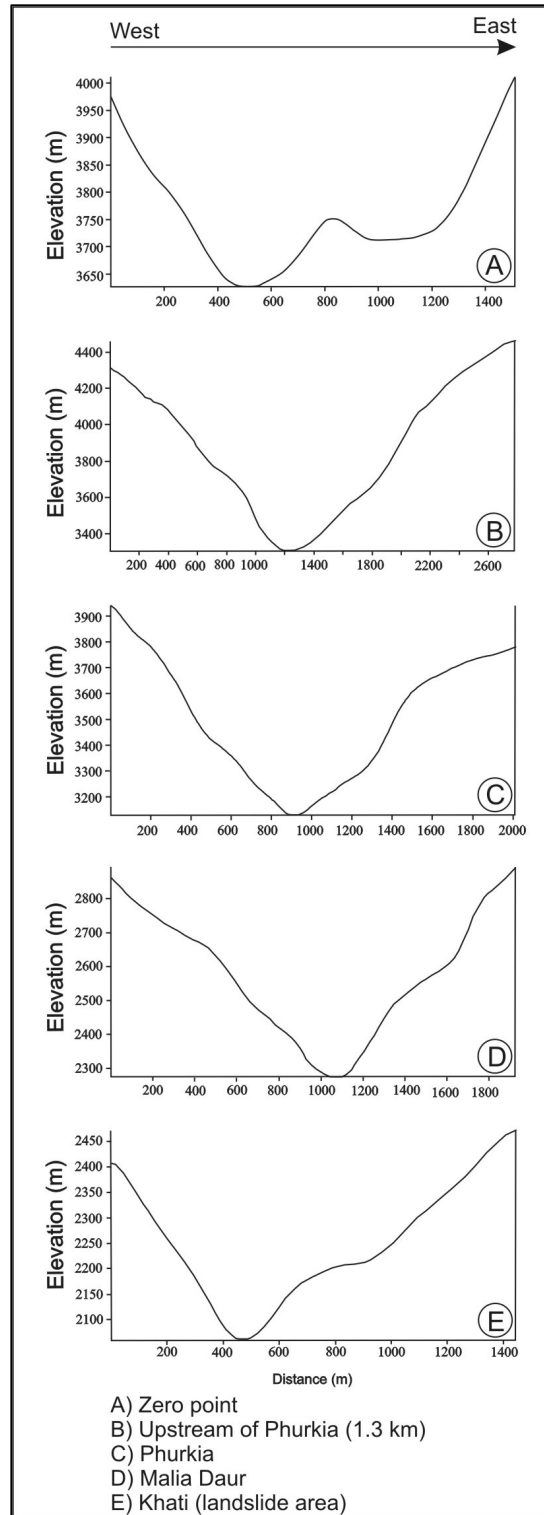 West East
Elevation (m)
4000
3950
3900
3850
3800
3750
3700
3650
200 400 600 800 1000 1200 1400
A
Elevation (m)
4400
4200
4000
3800
3600
3400
200 400 600 800 1000 1400 1800 2200 2600
B
Elevation (m)
3900
3800
3700
3600
3500
3400
3300
3200
200 400 600 800 1000 1200 1400 1600 1800 2000
C
Elevation (m)
2800
2700
2600
2500
2400
2300
200 400 600 800 1000 1200 1400 1600 1800
D
Elevation (m)
2450
2400
2350
2300
2250
2200
2150
2100
200 400 600 800 1000 1200 1400
E
Distance (m)
A) Zero point
B) Upstream of Phurkia (1.3 km)
C) Phurkia
D) Malia Daur
E) Khati (landslide area)